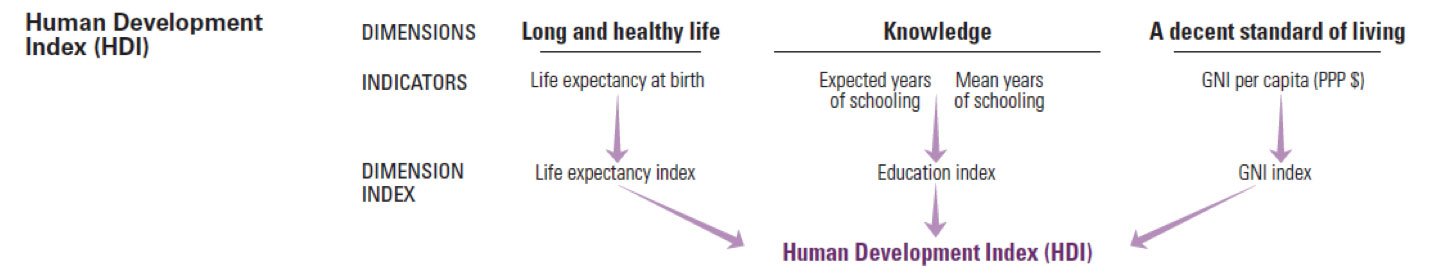 Human Development
Index (HDI)
DIMENSIONS
Long and healthy life
Knowledge
A decent standard of living
INDICATORS
Life expectancy at birth
Expected years
of schooling
Mean years
of schooling
GNI per capita (PPP $)
DIMENSION
INDEX
Life expectancy index
Education index
GNI index
Human Development Index (HDI)